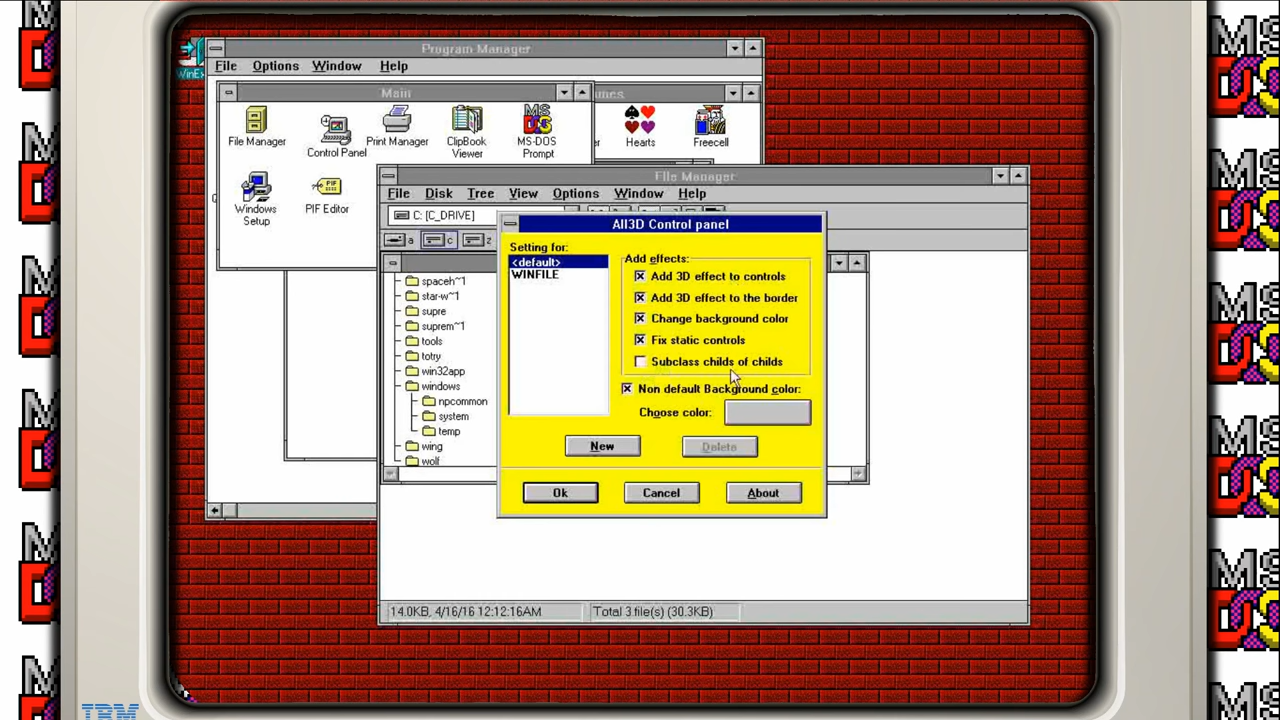 Program Manager
File Options Window Help
Main
File Manager
Control Panel
Print Manager
ClipBook Viewer
MS-DOS Prompt
Hearts
Freecell
Windows Setup
PIF Editor
File Manager
File Disk Tree View Options Window Help
C: [C_DRIVE]
a c z
spaceh~1
star-w~1
supre
suprem~1
tools
totry
win32app
windows
npcommon
system
temp
wing
wolf
14.0KB, 4/16/16 12:12:16AM
Total 3 file(s) (30.3KB)
All3D Control panel
Setting for:
<default>
WINFILE
Add effects:
Add 3D effect to controls
Add 3D effect to the border
Change background color
Fix static controls
Subclass childs of childs
Non default Background color:
Choose color:
New
Delete
Ok
Cancel
About
IBM